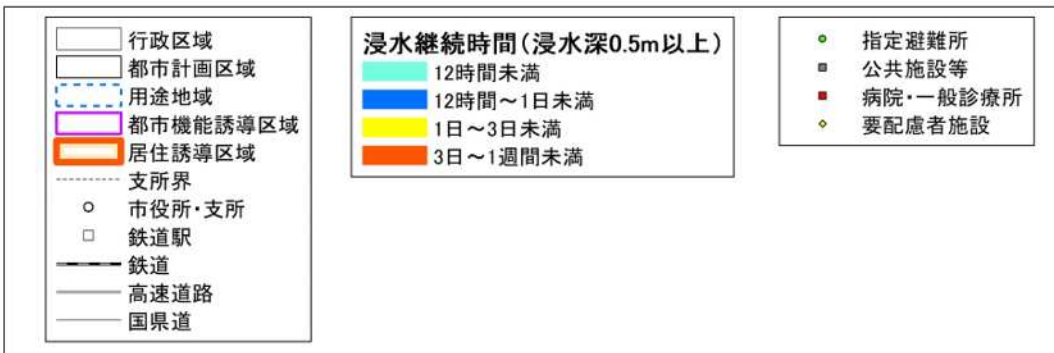 行政区域
都市計画区域
用途地域
都市機能誘導区域
居住誘導区域
支所界
市役所・支所
鉄道駅
鉄道
高速道路
国県道
浸水継続時間(浸水深0.5m以上)
12時間未満
12時間～1日未満
1日～3日未満
3日～1週間未満
指定避難所
公共施設等
病院・一般診療所
要配慮者施設